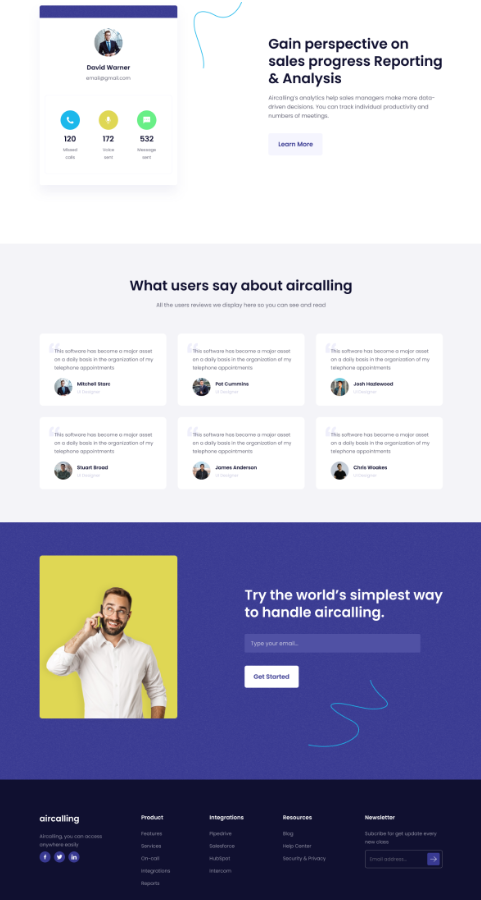 David Warner
email@gmail.com
120
172
532
Missed
calls
Voice
sent
Message
sent
Gain perspective on
sales progress Reporting
& Analysis
Aircalling's analytics help sales managers make more data-
driven decisions. You can track individual productivity and
numbers of meetings.
Learn More
What users say about aircalling
All the users reviews we display here so you can see and read
This software has become a major asset
on a daily basis in the organization of my
telephone appointments
Mitchell Starc
UI Designer
This software has become a major asset
on a daily basis in the organization of my
telephone appointments
Pat Cummins
UI Designer
This software has become a major asset
on a daily basis in the organization of my
telephone appointments
Josh Hazlewood
UI Designer
This software has become a major asset
on a daily basis in the organization of my
telephone appointments
Stuart Broad
UI Designer
This software has become a major asset
on a daily basis in the organization of my
telephone appointments
James Anderson
UI Designer
This software has become a major asset
on a daily basis in the organization of my
telephone appointments
Chris Woakes
UI Designer
Try the world's simplest way
to handle aircalling.
Type your email...
Get Started
aircalling
Aircalling, you can access
anywhere easily
Product
Features
Services
On-call
Integrations
Reports
Integrations
Pipedrive
Salesforce
HubSpot
Intercom
Resources
Blog
Help Center
Security & Privacy
Newsletter
Subcribe for get update every
new class
Email address...